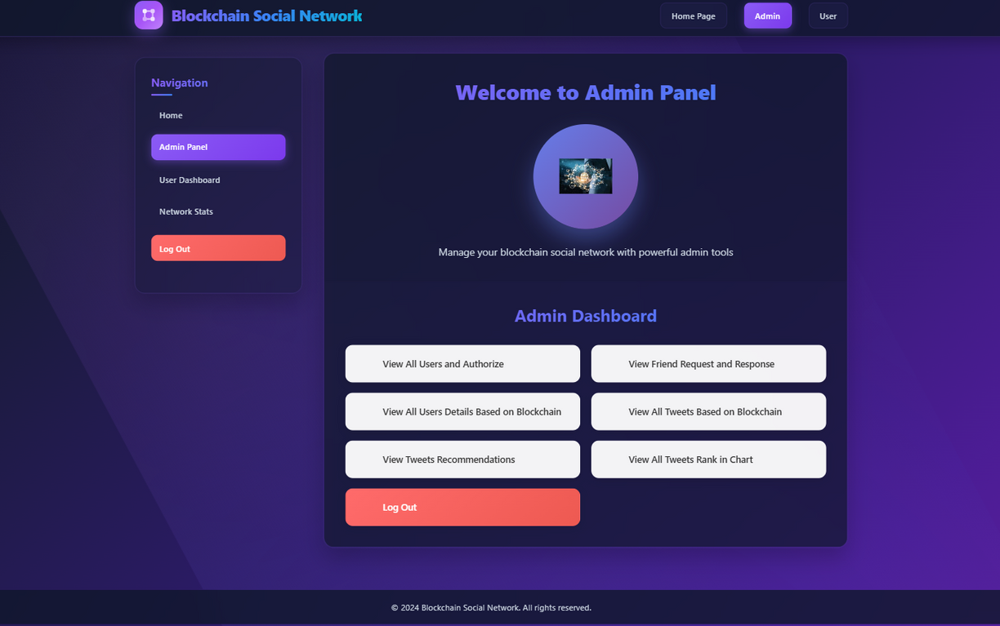 Blockchain Social Network
Home Page
Admin
User
Navigation
Home
Admin Panel
User Dashboard
Network Stats
Log Out
Welcome to Admin Panel
Manage your blockchain social network with powerful admin tools
Admin Dashboard
View All Users and Authorize
View Friend Request and Response
View All Users Details Based on Blockchain
View All Tweets Based on Blockchain
View Tweets Recommendations
View All Tweets Rank in Chart
Log Out
© 2024 Blockchain Social Network. All rights reserved.